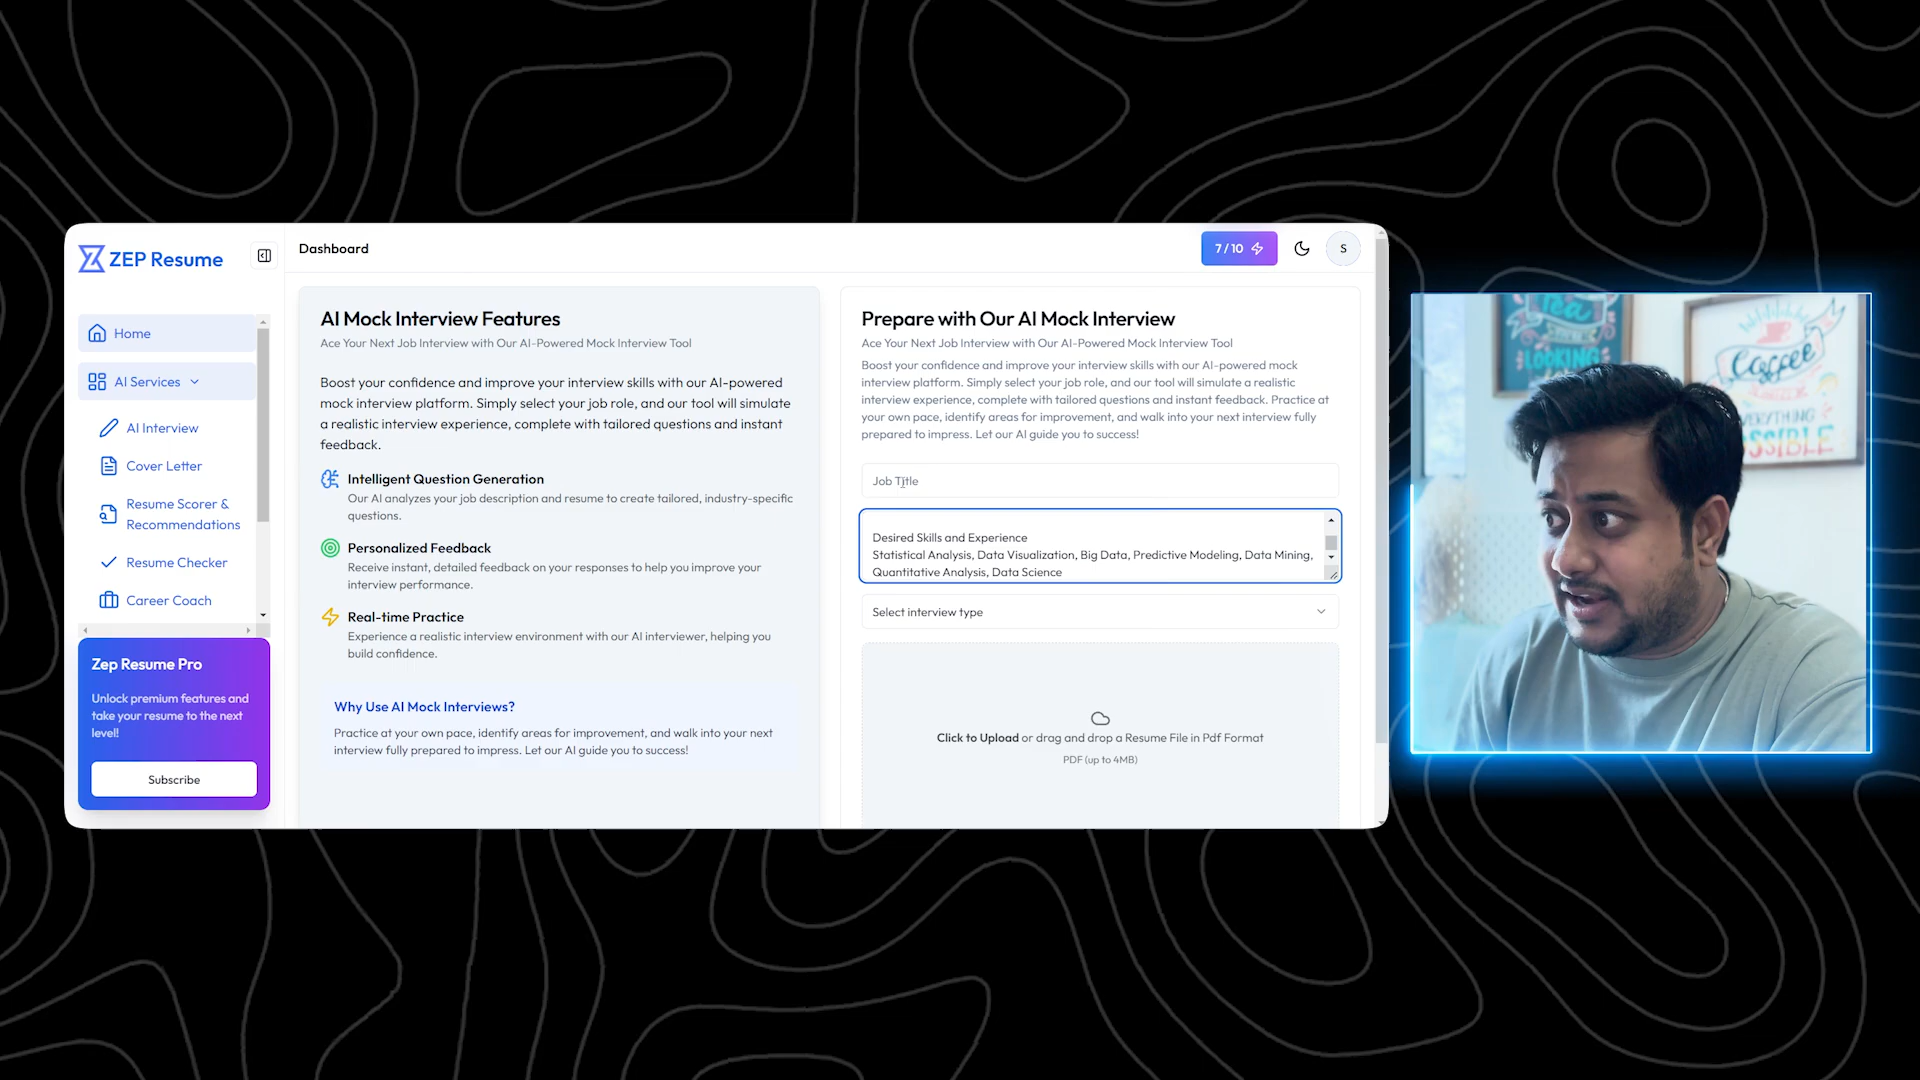 ZEP Resume
Home
AI Services
AI Interview
Cover Letter
Resume Scorer &
Recommendations
Resume Checker
Career Coach
Zep Resume Pro
Unlock premium features and
take your resume to the next
level!
Subscribe
Dashboard
7 / 10
S
AI Mock Interview Features
Ace Your Next Job Interview with Our AI-Powered Mock Interview Tool
Boost your confidence and improve your interview skills with our AI-powered
mock interview platform. Simply select your job role, and our tool will simulate
a realistic interview experience, complete with tailored questions and instant
feedback.
Intelligent Question Generation
Our AI analyzes your job description and resume to create tailored, industry-specific
questions.
Personalized Feedback
Receive instant, detailed feedback on your responses to help you improve your
interview performance.
Real-time Practice
Experience a realistic interview environment with our AI interviewer, helping you
build confidence.
Why Use AI Mock Interviews?
Practice at your own pace, identify areas for improvement, and walk into your next
interview fully prepared to impress. Let our AI guide you to success!
Prepare with Our AI Mock Interview
Ace Your Next Job Interview with Our AI-Powered Mock Interview Tool
Boost your confidence and improve your interview skills with our AI-powered mock
interview platform. Simply select your job role, and our tool will simulate a realistic
interview experience, complete with tailored questions and instant feedback. Practice at
your own pace, identify areas for improvement, and walk into your next interview fully
prepared to impress. Let our AI guide you to success!
Job Title
Desired Skills and Experience
Statistical Analysis, Data Visualization, Big Data, Predictive Modeling, Data Mining,
Quantitative Analysis, Data Science
Select interview type
Click to Upload or drag and drop a Resume File in Pdf Format
PDF (up to 4MB)
Tea
LOOKING
Coffee
EVERYTHING